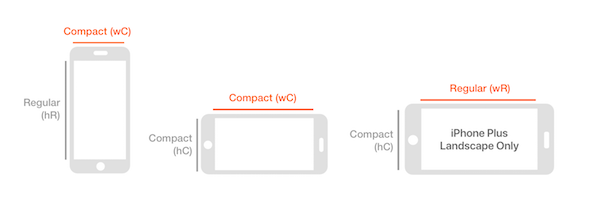 Compact (wC)
Regular
(hR)
Compact (wC)
Compact
(hC)
Regular (wR)
Compact
(hC)
iPhone Plus
Landscape Only